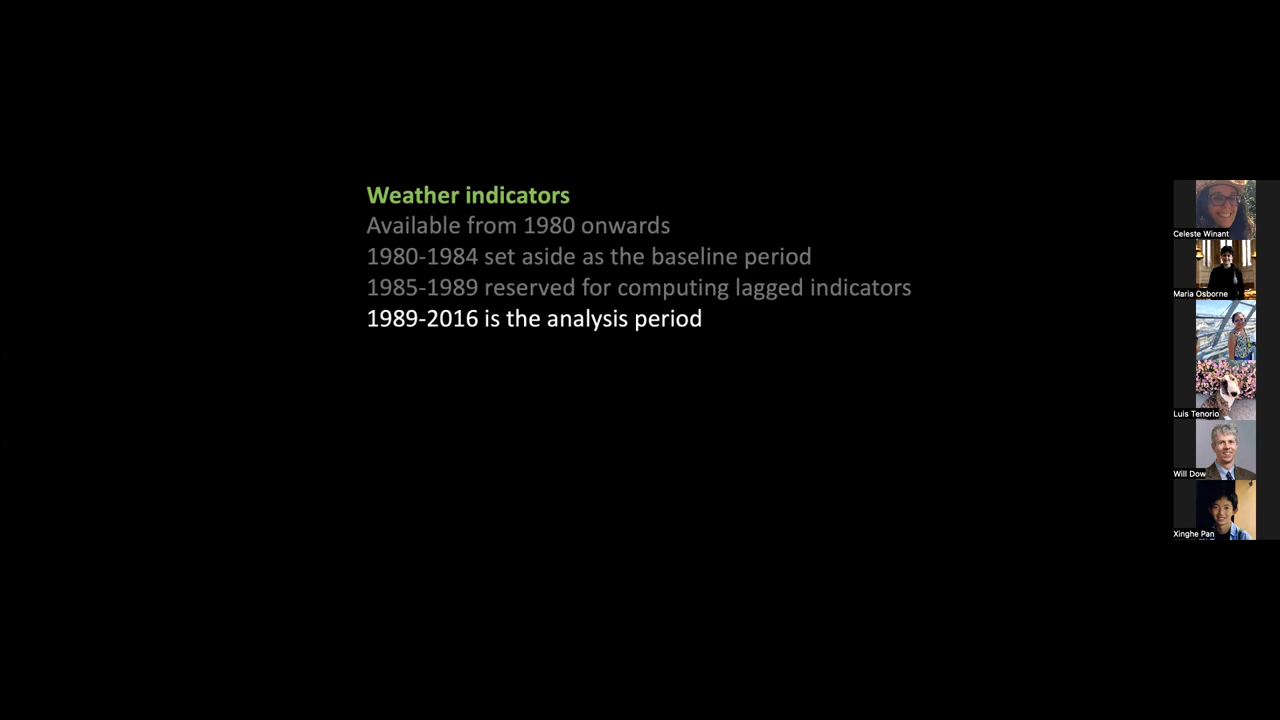 Weather indicators
Available from 1980 onwards
1980-1984 set aside as the baseline period
1985-1989 reserved for computing lagged indicators
1989-2016 is the analysis period
Celeste Winant
Maria Osborne
Luis Tenorio
Will Dow
Xinghe Pan